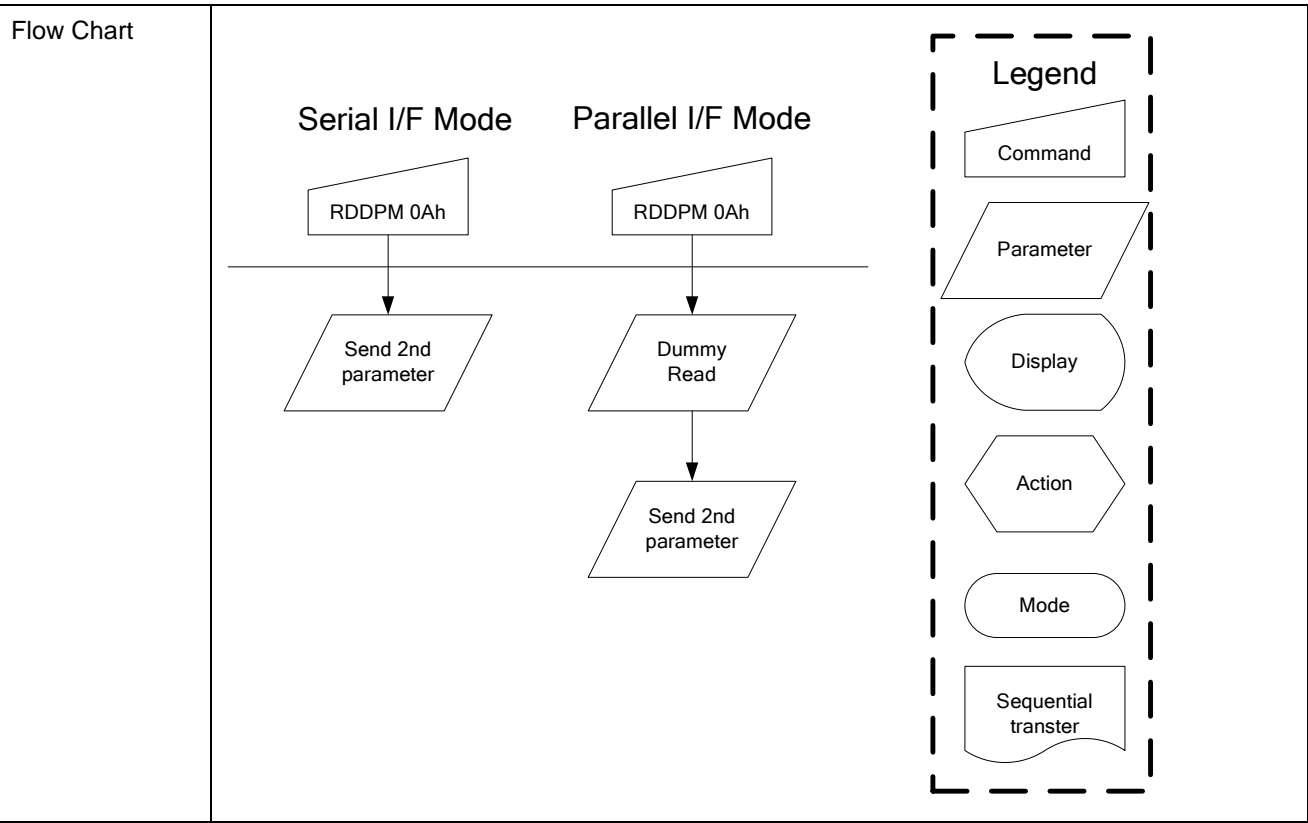 Flow Chart
Serial I/F Mode
RDDPM 0Ah
Send 2nd
parameter
Parallel I/F Mode
RDDPM 0Ah
Dummy
Read
Send 2nd
parameter
Legend
Command
Parameter
Display
Action
Mode
Sequential
transter